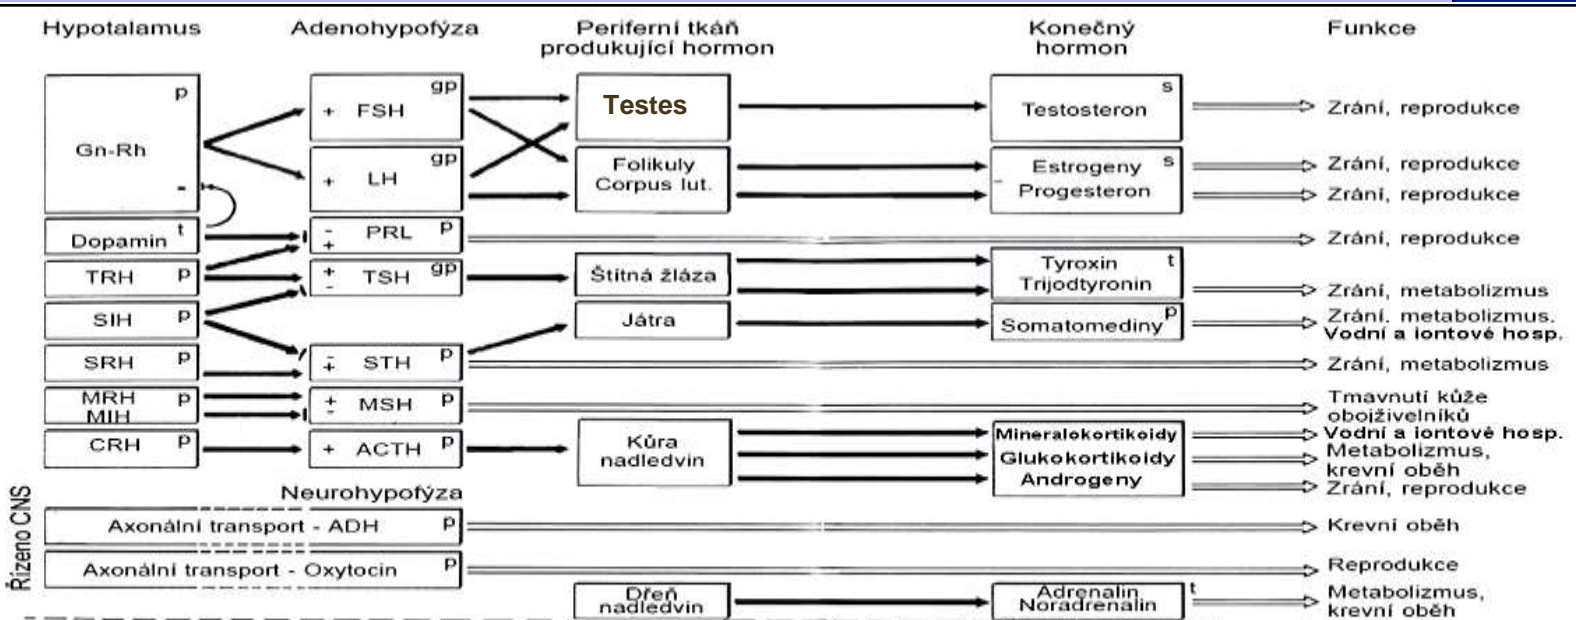 Hypotalamus Adenohypofýza Periferní tkáň Konečný Funkce
produkující hormon hormon
p gp s
+ FSH Testes Testosteron Zrání, reprodukce
Gn-Rh
gp Folikuly Estrogeny s Zrání, reprodukce
- + LH Corpus lut. - Progesteron Zrání, reprodukce
Dopamin t - + PRL p Zrání, reprodukce
TRH p + - TSH gp Štítná žláza Tyroxin t
Trijodtyronin Zrání, metabolizmus
SIH p Játra Somatomediny p Zrání. metabolizmus.
Vodní a iontové hosp.
SRH p - + STH p Zrání, metabolizmus
MRH p + - MSH p Tmavnutí kůže
MIH obojživelníků
CRH p + ACTH p Kůra Mineralokortikoidy Vodní a iontové hosp.
nadledvin Glukokortikoidy Metabolizmus,
krevní oběh
Androgeny Zrání, reprodukce
Neurohypofýza
Řízeno CNS
Axonální transport - ADH p Krevní oběh
Axonální transport - Oxytocin p Reprodukce
Dřeň Adrenalin t Metabolizmus,
nadledvin Noradrenalin krevní oběh